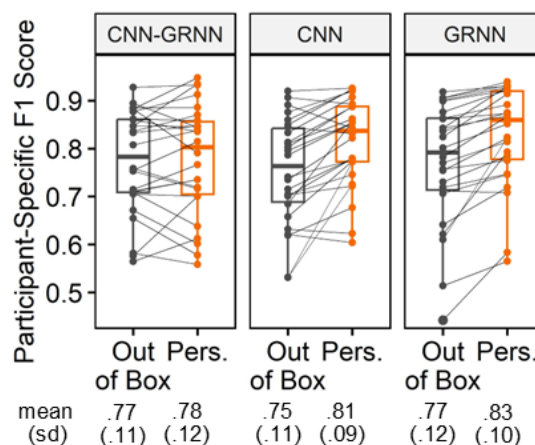 CNN-GRNN CNN GRNN
Participant-Specific F1 Score
0.9
0.8
0.7
0.6
0.5
Out Pers. Out Pers. Out Pers.
of Box of Box of Box
mean .77 .78 .75 .81 .77 .83
(sd) (.11) (.12) (.11) (.09) (.12) (.10)